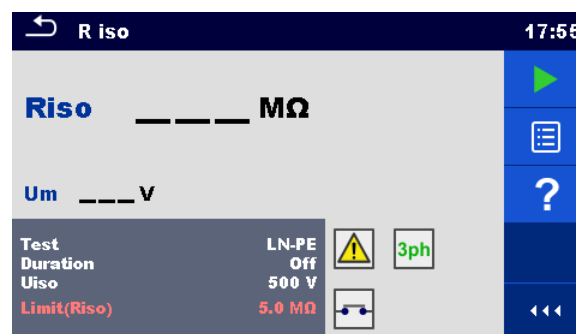 R iso 17:55
Riso ___ MΩ
Um ___ V
Test LN-PE
Duration Off
Uiso 500 V
Limit(Riso) 5.0 MΩ
3ph
?